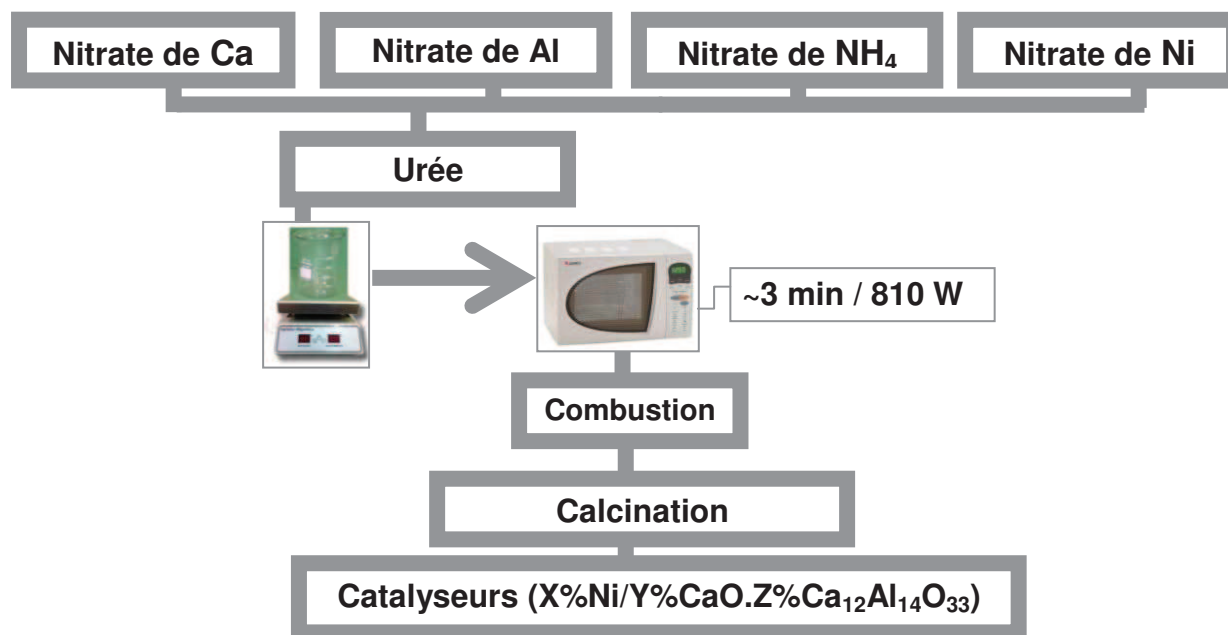 Nitrate de Ca
Nitrate de Al
Nitrate de NH₄
Nitrate de Ni
Urée
~3 min / 810 W
Combustion
Calcination
Catalyseurs (X%Ni/Y%CaO.Z%Ca₁₂Al₁₄O₃₃)